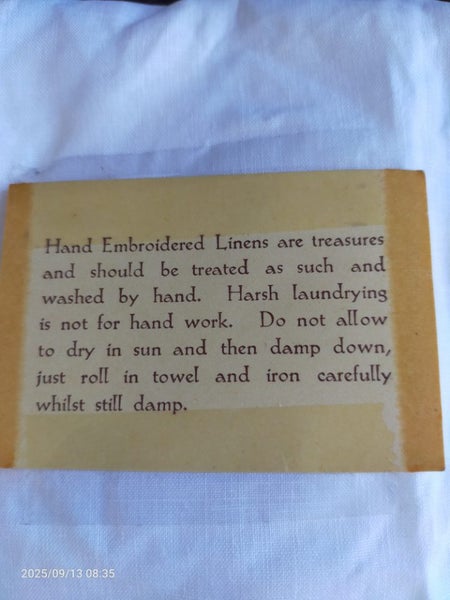 Hand Embroidered Linens are treasures
and should be treated as such and
washed by hand. Harsh laundrying
is not for hand work. Do not allow
to dry in sun and then damp down,
just roll in towel and iron carefully
whilst still damp.
2025/09/13 08:35